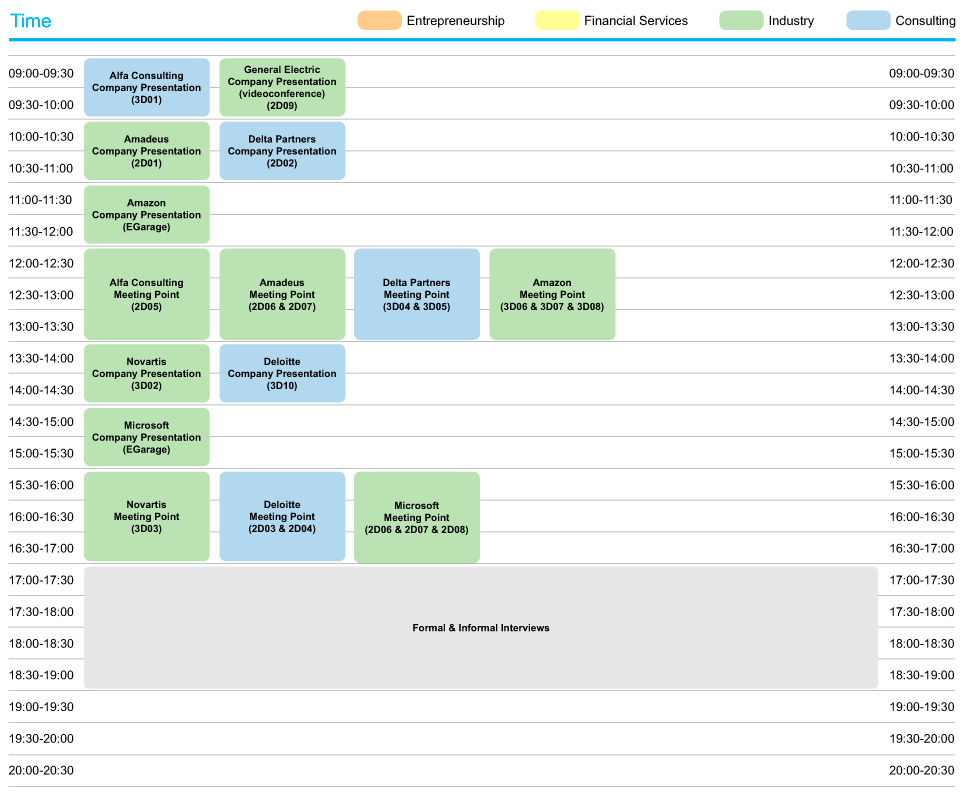 Time
Entrepreneurship
Financial Services
Industry
Consulting
09:00-09:30
Alfa Consulting
Company Presentation
(3D01)
General Electric
Company Presentation
(videoconference)
(2D09)
09:00-09:30
09:30-10:00
09:30-10:00
10:00-10:30
Amadeus
Company Presentation
(2D01)
Delta Partners
Company Presentation
(2D02)
10:00-10:30
10:30-11:00
10:30-11:00
11:00-11:30
Amazon
Company Presentation
(EGarage)
11:00-11:30
11:30-12:00
11:30-12:00
12:00-12:30
12:00-12:30
12:30-13:00
Alfa Consulting
Meeting Point
(2D05)
Amadeus
Meeting Point
(2D06 & 2D07)
Delta Partners
Meeting Point
(3D04 & 3D05)
Amazon
Meeting Point
(3D06 & 3D07 & 3D08)
12:30-13:00
13:00-13:30
13:00-13:30
13:30-14:00
Novartis
Company Presentation
(3D02)
Deloitte
Company Presentation
(3D10)
13:30-14:00
14:00-14:30
14:00-14:30
14:30-15:00
Microsoft
Company Presentation
(EGarage)
14:30-15:00
15:00-15:30
15:00-15:30
15:30-16:00
15:30-16:00
16:00-16:30
Novartis
Meeting Point
(3D03)
Deloitte
Meeting Point
(2D03 & 2D04)
Microsoft
Meeting Point
(2D06 & 2D07 & 2D08)
16:00-16:30
16:30-17:00
16:30-17:00
17:00-17:30
17:00-17:30
17:30-18:00
17:30-18:00
Formal & Informal Interviews
18:00-18:30
18:00-18:30
18:30-19:00
18:30-19:00
19:00-19:30
19:00-19:30
19:30-20:00
19:30-20:00
20:00-20:30
20:00-20:30